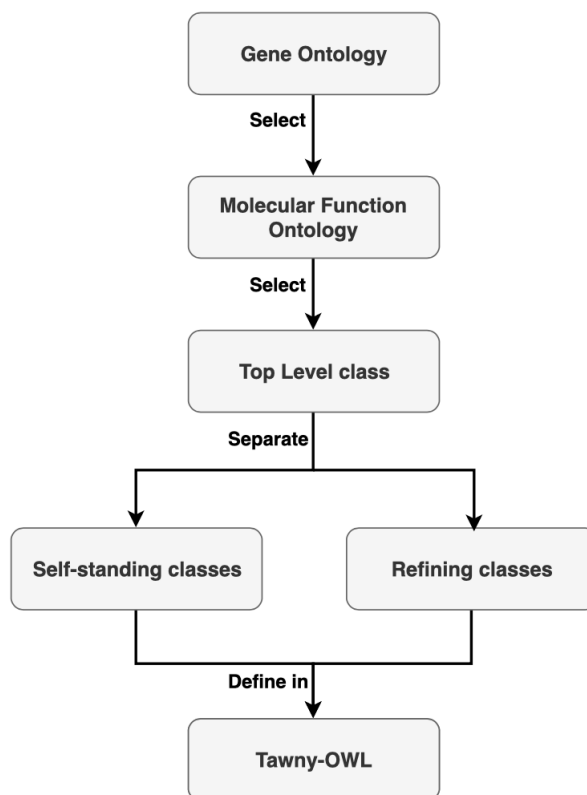 Gene Ontology
Select
Molecular Function
Ontology
Select
Top Level class
Separate
Self-standing classes
Refining classes
Define in
Tawny-OWL